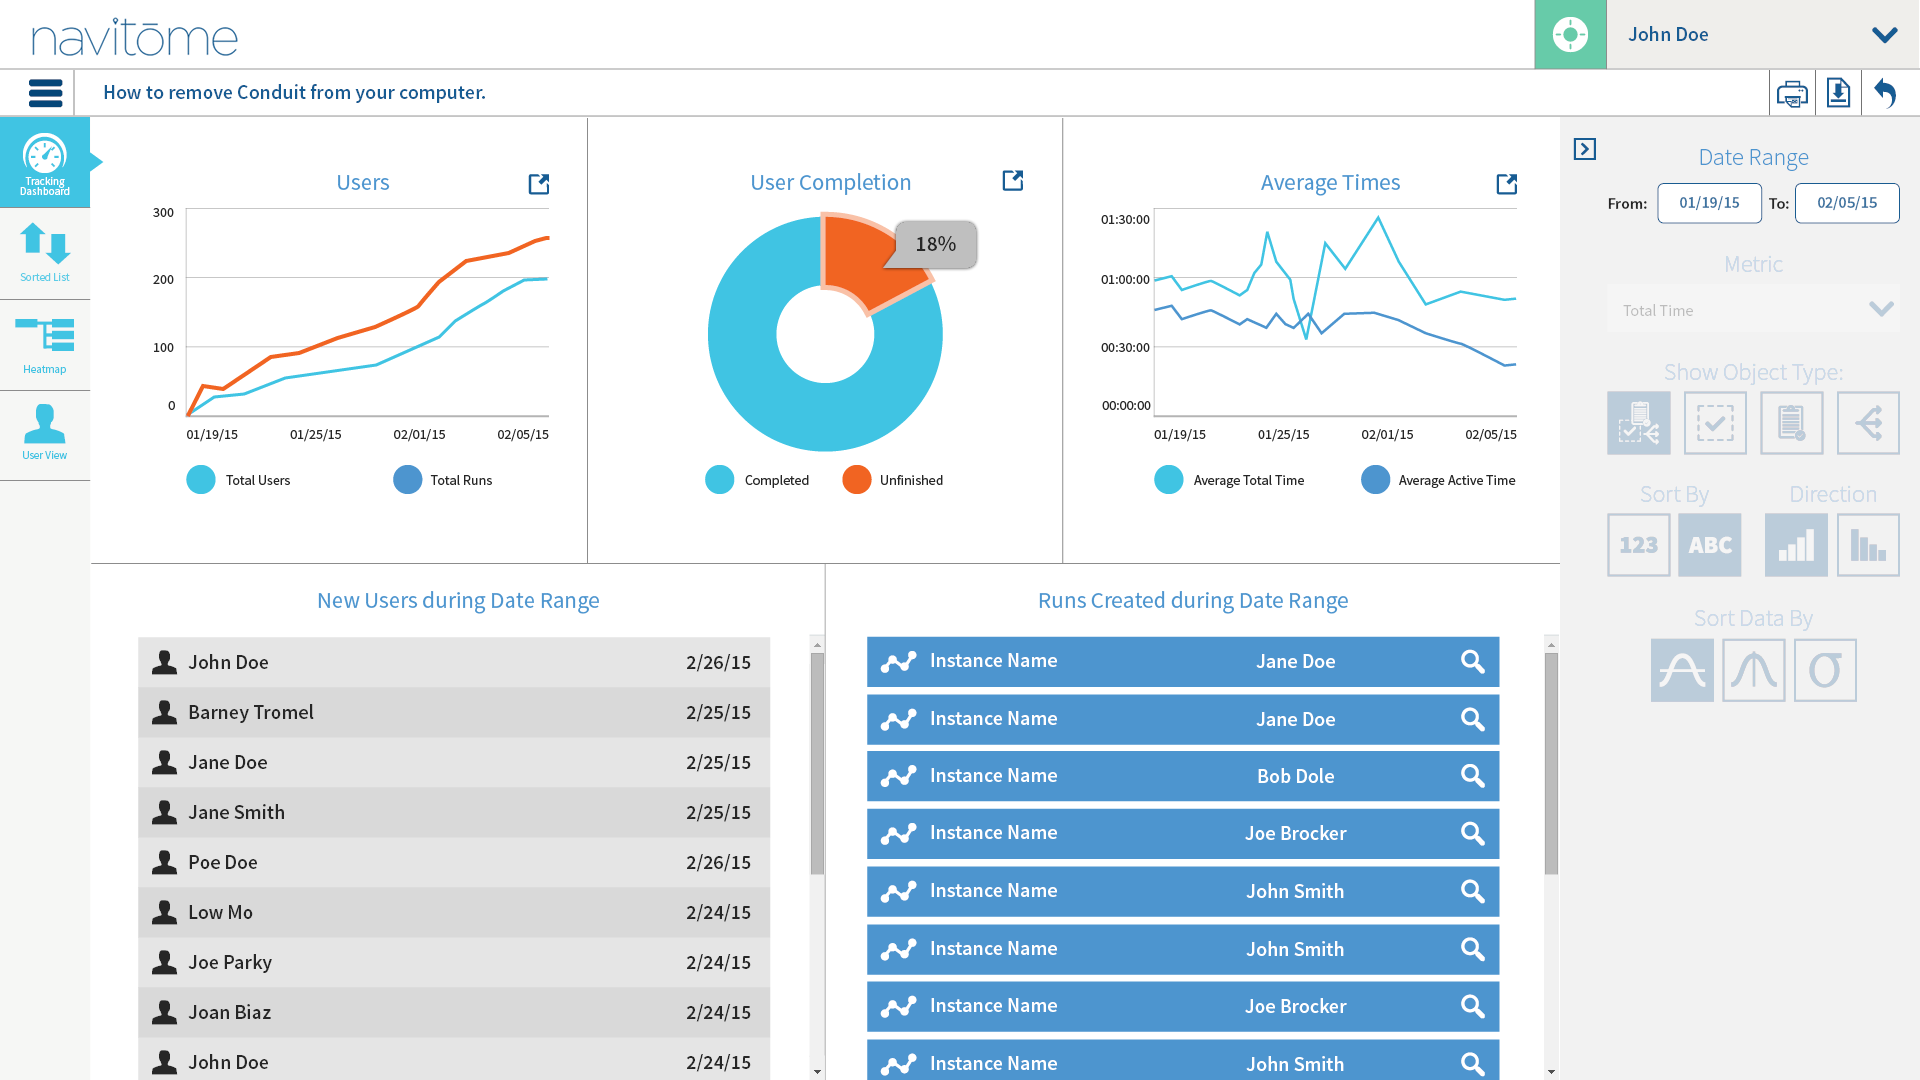 navitōme
John Doe
How to remove Conduit from your computer.
Tracking
Dashboard
Sorted List
Heatmap
User View
Users
300
200
100
0
01/19/15 01/25/15 02/01/15 02/05/15
Total Users Total Runs
User Completion
18%
Completed Unfinished
Average Times
01:30:00
01:00:00
00:30:00
00:00:00
01/19/15 01/25/15 02/01/15 02/05/15
Average Total Time Average Active Time
New Users during Date Range
John Doe 2/26/15
Barney Tromel 2/25/15
Jane Doe 2/25/15
Jane Smith 2/25/15
Poe Doe 2/26/15
Low Mo 2/24/15
Joe Parky 2/24/15
Joan Biaz 2/24/15
John Doe 2/24/15
Runs Created during Date Range
Instance Name Jane Doe
Instance Name Jane Doe
Instance Name Bob Dole
Instance Name Joe Brocker
Instance Name John Smith
Instance Name John Smith
Instance Name Joe Brocker
Instance Name John Smith
Date Range
From: 01/19/15 To: 02/05/15
Metric
Total Time
Show Object Type:
Sort By Direction
123 ABC
Sort Data By
σ